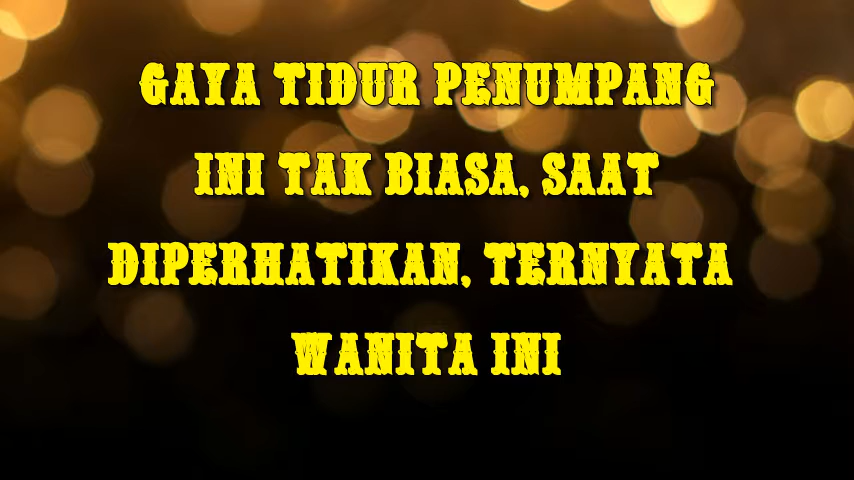 GAYA TIDUR PENUMPANG
INI TAK BIASA, SAAT
DIPERHATIKAN, TERNYATA
WANITA INI